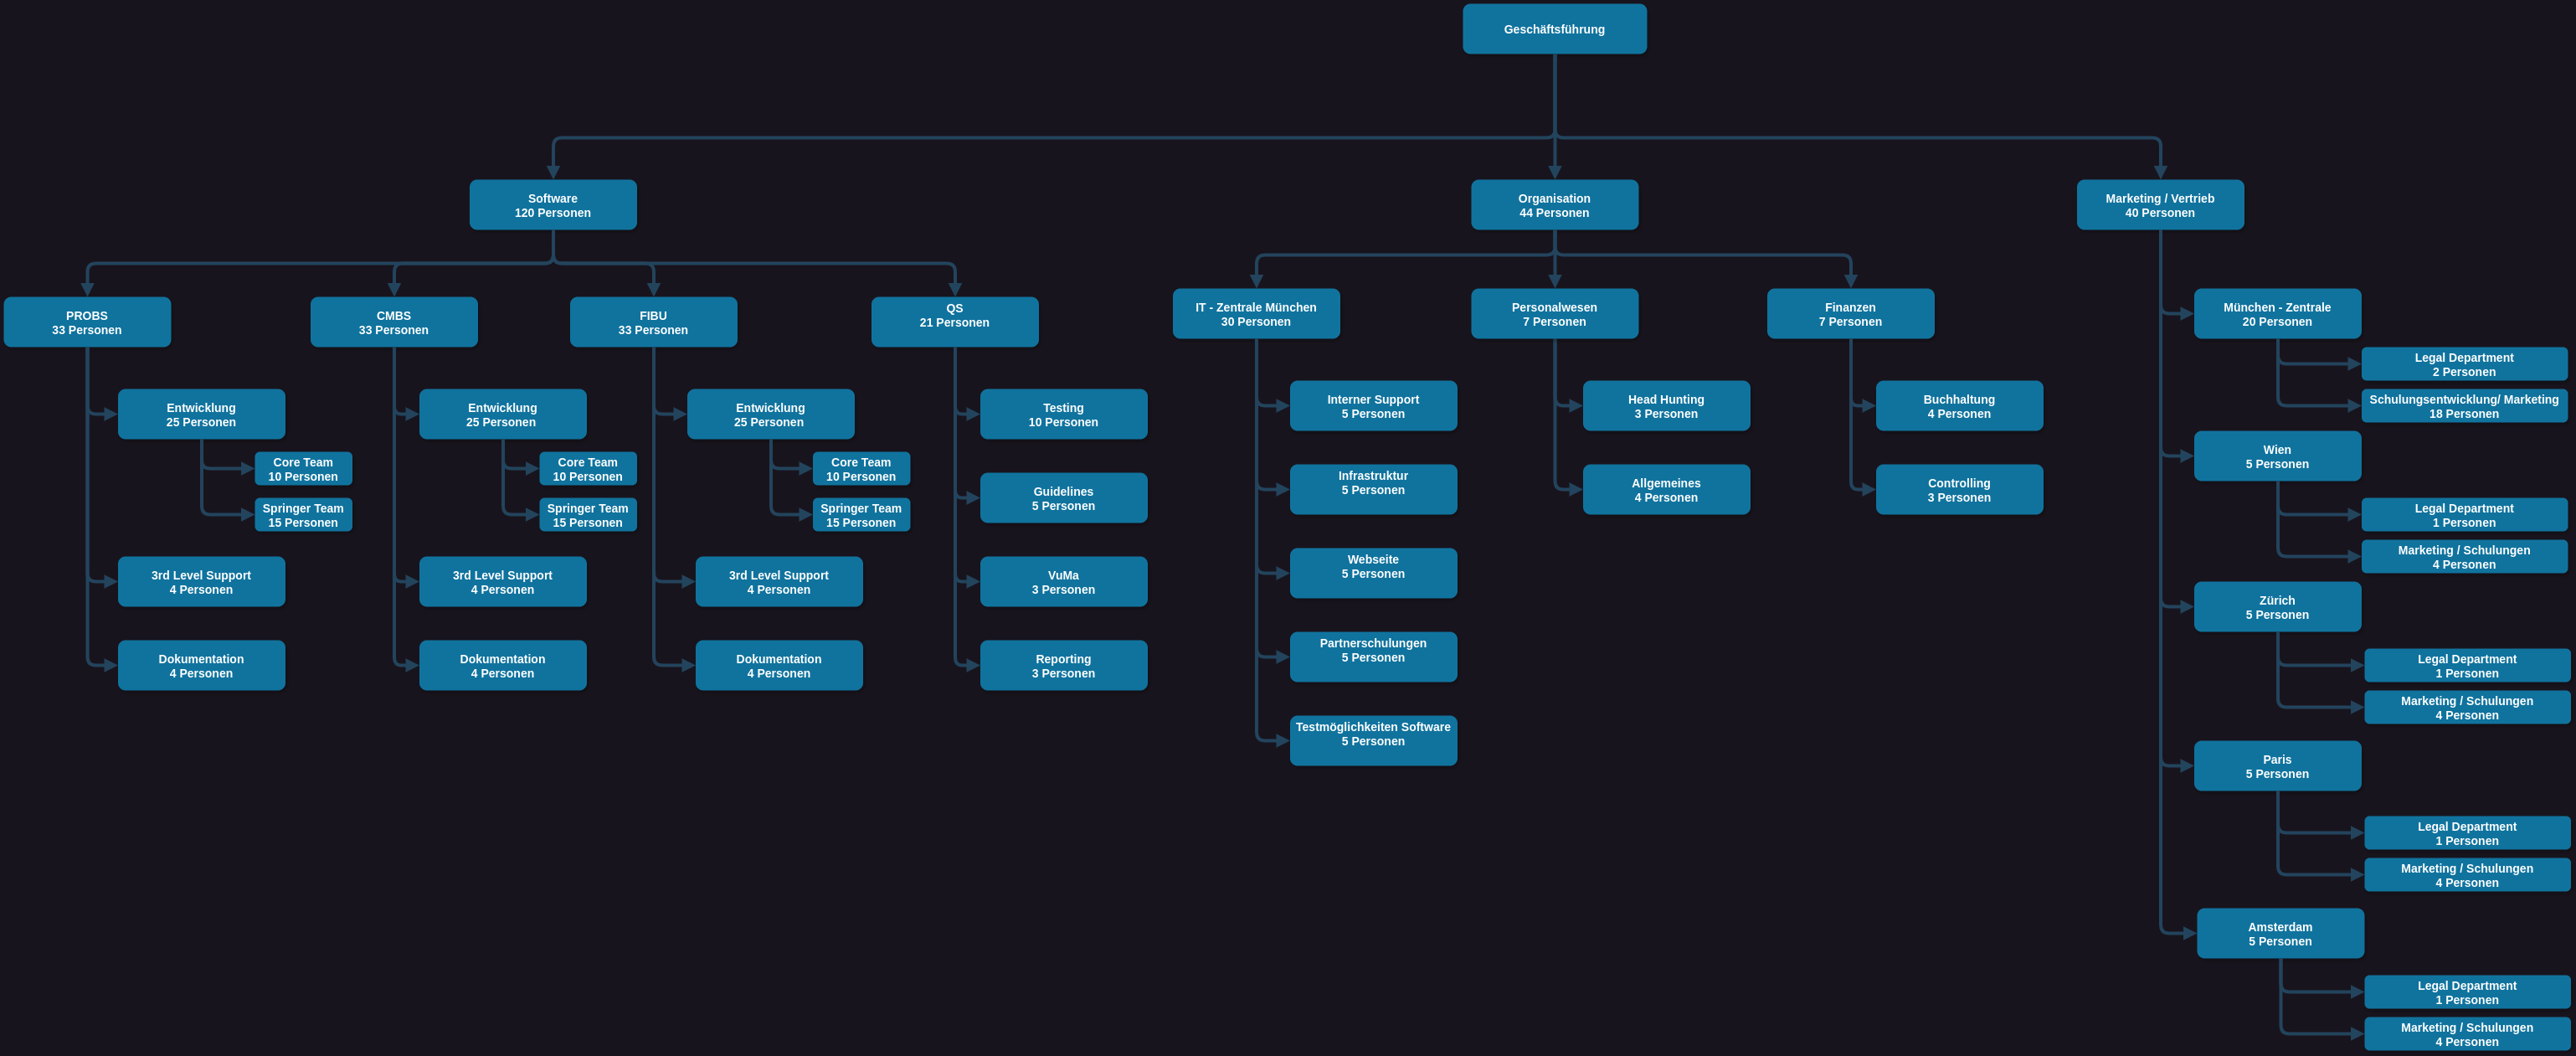 Geschäftsführung
Software
120 Personen
Organisation
44 Personen
Marketing / Vertrieb
40 Personen
PROBS
33 Personen
CMBS
33 Personen
FIBU
33 Personen
QS
21 Personen
IT - Zentrale München
30 Personen
Personalwesen
7 Personen
Finanzen
7 Personen
München - Zentrale
20 Personen
Legal Department
2 Personen
Schulungsentwicklung/ Marketing
18 Personen
Entwicklung
25 Personen
Core Team
10 Personen
Springer Team
15 Personen
3rd Level Support
4 Personen
Dokumentation
4 Personen
Entwicklung
25 Personen
Core Team
10 Personen
Springer Team
15 Personen
3rd Level Support
4 Personen
Dokumentation
4 Personen
Entwicklung
25 Personen
Core Team
10 Personen
Springer Team
15 Personen
3rd Level Support
4 Personen
Dokumentation
4 Personen
Testing
10 Personen
Guidelines
5 Personen
VuMa
3 Personen
Reporting
3 Personen
Interner Support
5 Personen
Infrastruktur
5 Personen
Webseite
5 Personen
Partnerschulungen
5 Personen
Testmöglichkeiten Software
5 Personen
Head Hunting
3 Personen
Allgemeines
4 Personen
Buchhaltung
4 Personen
Controlling
3 Personen
Wien
5 Personen
Legal Department
1 Personen
Marketing / Schulungen
4 Personen
Zürich
5 Personen
Legal Department
1 Personen
Marketing / Schulungen
4 Personen
Paris
5 Personen
Legal Department
1 Personen
Marketing / Schulungen
4 Personen
Amsterdam
5 Personen
Legal Department
1 Personen
Marketing / Schulungen
4 Personen